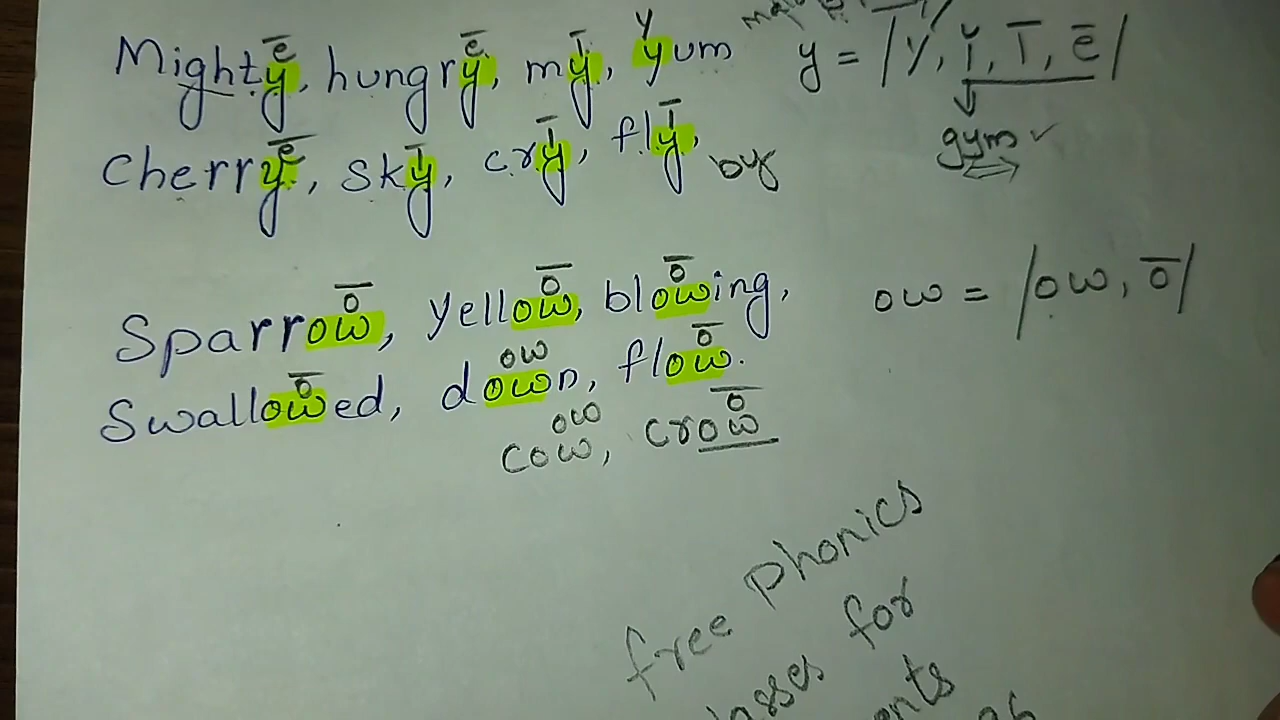 Mighty, hungry, my, yum
y = /y, ĭ, ī, ē/
Cherry, sky, cry, fly, by
gym ✓
Sparrow, yellow, blowing,
ow = /ow, ō/
Swallowed, down, flow.
cow, crow
free phonics
for